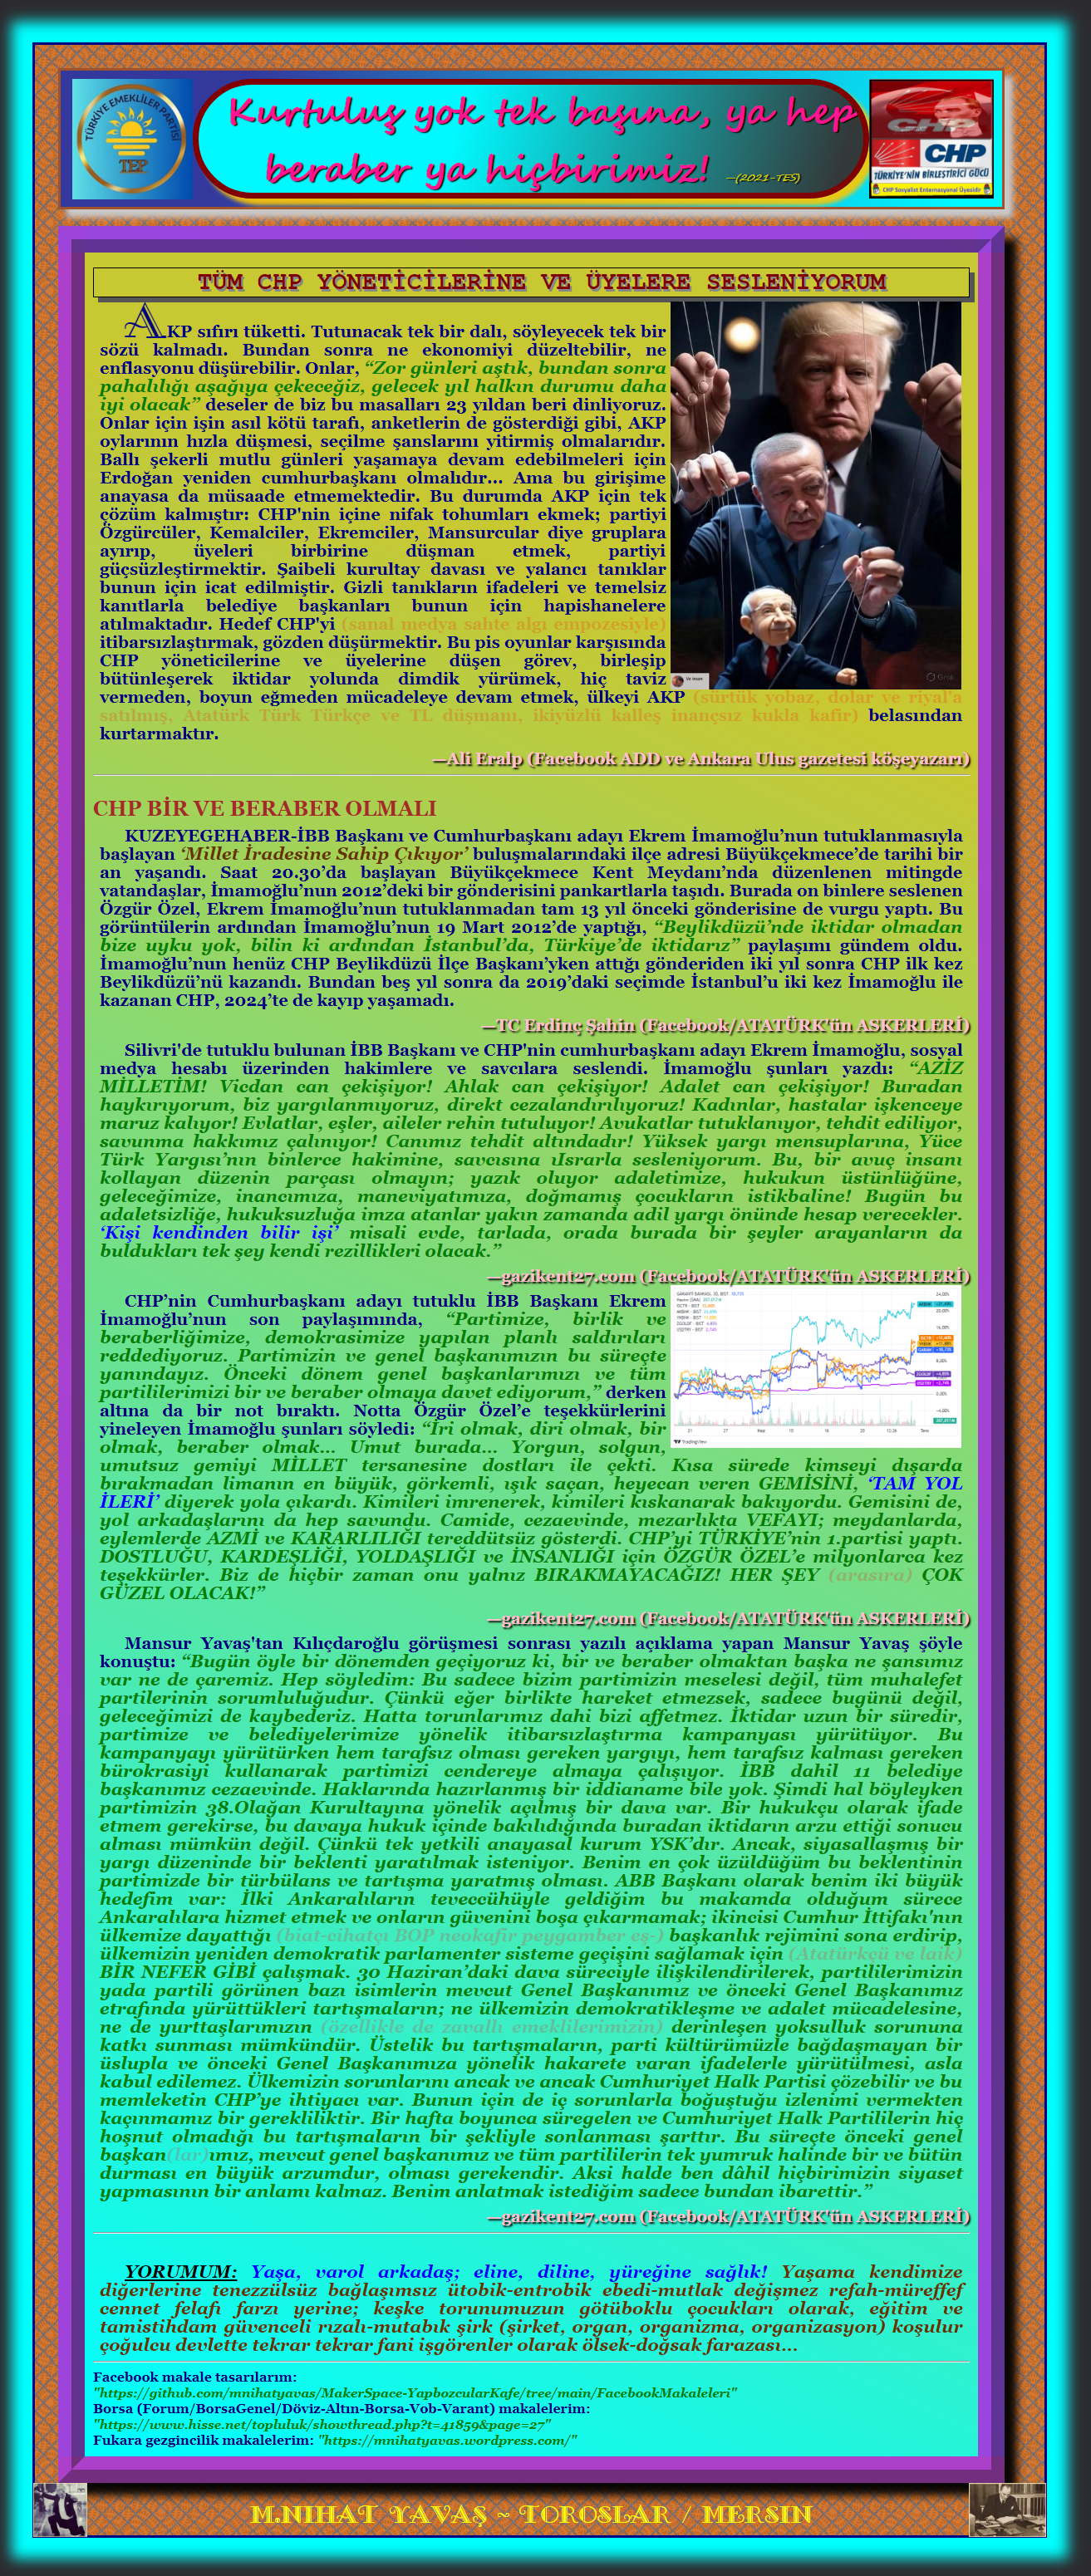 TÜRKİYE EMEKLİLER PARTİSİ
TEP
Kurtuluş yok tek başına, ya hep
beraber ya hiçbirimiz! —(2021-TES)
CHP
CHP
TÜRKİYE'NİN BİRLEŞTİRİCİ GÜCÜ
CHP Sosyalist Enternasyonal Üyesidir
TÜM CHP YÖNETİCİLERİNE VE ÜYELERE SESLENİYORUM
AKP sıfırı tüketti. Tutunacak tek bir dalı, söyleyecek tek bir
sözü kalmadı. Bundan sonra ne ekonomiyi düzeltebilir, ne
enflasyonu düşürebilir. Onlar, “Zor günleri aştık, bundan sonra
pahalılığı aşağıya çekeceğiz, gelecek yıl halkın durumu daha
iyi olacak” deseler de biz bu masalları 23 yıldan beri dinliyoruz.
Onlar için işin asıl kötü tarafı, anketlerin de gösterdiği gibi, AKP
oylarının hızla düşmesi, seçilme şanslarını yitirmiş olmalarıdır.
Ballı şekerli mutlu günleri yaşamaya devam edebilmeleri için
Erdoğan yeniden cumhurbaşkanı olmalıdır... Ama bu girişime
anayasa da müsaade etmemektedir. Bu durumda AKP için tek
çözüm kalmıştır: CHP'nin içine nifak tohumları ekmek; partiyi
Özgürcüler, Kemalciler, Ekremciler, Mansurcular diye gruplara
ayırıp, üyeleri birbirine düşman etmek, partiyi
güçsüzleştirmektir. Şaibeli kurultay davası ve yalancı tanıklar
bunun için icat edilmiştir. Gizli tanıkların ifadeleri ve temelsiz
kanıtlarla belediye başkanları bunun için hapishanelere
atılmaktadır. Hedef CHP'yi (sanal medya sahte algı empozesiyle)
itibarsızlaştırmak, gözden düşürmektir. Bu pis oyunlar karşısında
CHP yöneticilerine ve üyelerine düşen görev, birleşip
bütünleşerek iktidar yolunda dimdik yürümek, hiç taviz
vermeden, boyun eğmeden mücadeleye devam etmek, ülkeyi AKP (sürtük yobaz, dolar ve riyal'a
satılmış, Atatürk Türk Türkçe ve TL düşmanı, ikiyüzlü kalleş inançsız kukla kafir) belasından
kurtarmaktır.
Grok
—Ali Eralp (Facebook ADD ve Ankara Ulus gazetesi köşeyazarı)
CHP BİR VE BERABER OLMALI
KUZEYEGEHABER-İBB Başkanı ve Cumhurbaşkanı adayı Ekrem İmamoğlu’nun tutuklanmasıyla
başlayan ‘Millet İradesine Sahip Çıkıyor’ buluşmalarındaki ilçe adresi Büyükçekmece’de tarihi bir
an yaşandı. Saat 20.30’da başlayan Büyükçekmece Kent Meydanı’nda düzenlenen mitingde
vatandaşlar, İmamoğlu’nun 2012’deki bir gönderisini pankartlarla taşıdı. Burada on binlere seslenen
Özgür Özel, Ekrem İmamoğlu’nun tutuklanmadan tam 13 yıl önceki gönderisine de vurgu yaptı. Bu
görüntülerin ardından İmamoğlu’nun 19 Mart 2012’de yaptığı, “Beylikdüzü’nde iktidar olmadan
bize uyku yok, bilin ki ardından İstanbul’da, Türkiye’de iktidarız” paylaşımı gündem oldu.
İmamoğlu’nun henüz CHP Beylikdüzü İlçe Başkanı’yken attığı gönderiden iki yıl sonra CHP ilk kez
Beylikdüzü’nü kazandı. Bundan beş yıl sonra da 2019’daki seçimde İstanbul’u iki kez İmamoğlu ile
kazanan CHP, 2024’te de kayıp yaşamadı.
—TC Erdinç Şahin (Facebook/ATATÜRK'ün ASKERLERİ)
Silivri'de tutuklu bulunan İBB Başkanı ve CHP'nin cumhurbaşkanı adayı Ekrem İmamoğlu, sosyal
medya hesabı üzerinden hakimlere ve savcılara seslendi. İmamoğlu şunları yazdı: “AZİZ
MİLLETİM! Vicdan can çekişiyor! Ahlak can çekişiyor! Adalet can çekişiyor! Buradan
haykırıyorum, biz yargılanmıyoruz, direkt cezalandırılıyoruz! Kadınlar, hastalar işkenceye
maruz kalıyor! Evlatlar, eşler, aileler rehin tutuluyor! Avukatlar tutuklanıyor, tehdit ediliyor,
savunma hakkımız çalınıyor! Canımız tehdit altındadır! Yüksek yargı mensuplarına, Yüce
Türk Yargısı’nın binlerce hakimine, savcısına ıIsrarla sesleniyorum. Bu, bir avuç insanı
kollayan düzenin parçası olmayın; yazık oluyor adaletimize, hukukun üstünlüğüne,
geleceğimize, inancımıza, maneviyatımıza, doğmamış çocukların istikbaline! Bugün bu
adaletsizliğe, hukuksuzluğa imza atanlar yakın zamanda adil yargı önünde hesap verecekler.
‘Kişi kendinden bilir işi’ misali evde, tarlada, orada burada bir şeyler arayanların da
buldukları tek şey kendi rezillikleri olacak.”
—gazikent27.com (Facebook/ATATÜRK'ün ASKERLERİ)
CHP’nin Cumhurbaşkanı adayı tutuklu İBB Başkanı Ekrem
İmamoğlu’nun son paylaşımında, “Partimize, birlik ve
beraberliğimize, demokrasimize yapılan planlı saldırıları
reddediyoruz. Partimizin ve genel başkanımızın bu süreçte
yanındayız. Önceki dönem genel başkanlarımızı ve tüm
partililerimizi bir ve beraber olmaya davet ediyorum,” derken
altına da bir not bıraktı. Notta Özgür Özel’e teşekkürlerini
yineleyen İmamoğlu şunları söyledi: “İri olmak, diri olmak, bir
olmak, beraber olmak... Umut burada... Yorgun, solgun,
umutsuz gemiyi MİLLET tersanesine dostları ile çekti. Kısa sürede kimseyi dışarda
bırakmadan limanın en büyük, görkemli, ışık saçan, heyecan veren GEMİSİNİ, ‘TAM YOL
İLERİ’ diyerek yola çıkardı. Kimileri imrenerek, kimileri kıskanarak bakıyordu. Gemisini de,
yol arkadaşlarını da hep savundu. Camide, cezaevinde, mezarlıkta VEFAYI; meydanlarda,
eylemlerde AZMİ ve KARARLILIĞI tereddütsüz gösterdi. CHP’yi TÜRKİYE’nin 1.partisi yaptı.
DOSTLUĞU, KARDEŞLİĞİ, YOLDAŞLIĞI ve İNSANLIĞI için ÖZGÜR ÖZEL’e milyonlarca kez
teşekkürler. Biz de hiçbir zaman onu yalnız BIRAKMAYACAĞIZ! HER ŞEY (arasıra) ÇOK
GÜZEL OLACAK!”
TradingView
—gazikent27.com (Facebook/ATATÜRK'ün ASKERLERİ)
Mansur Yavaş'tan Kılıçdaroğlu görüşmesi sonrası yazılı açıklama yapan Mansur Yavaş şöyle
konuştu: “Bugün öyle bir dönemden geçiyoruz ki, bir ve beraber olmaktan başka ne şansımız
var ne de çaremiz. Hep söyledim: Bu sadece bizim partimizin meselesi değil, tüm muhalefet
partilerinin sorumluluğudur. Çünkü eğer birlikte hareket etmezsek, sadece bugünü değil,
geleceğimizi de kaybederiz. Hatta torunlarımız dahi bizi affetmez. İktidar uzun bir süredir,
partimize ve belediyelerimize yönelik itibarsızlaştırma kampanyası yürütüyor. Bu
kampanyayı yürütürken hem tarafsız olması gereken yargıyı, hem tarafsız kalması gereken
bürokrasiyi kullanarak partimizi cendereye almaya çalışıyor. İBB dahil 11 belediye
başkanımız cezaevinde. Haklarında hazırlanmış bir iddianame bile yok. Şimdi hal böyleyken
partimizin 38.Olağan Kurultayına yönelik açılmış bir dava var. Bir hukukçu olarak ifade
etmem gerekirse, bu davaya hukuk içinde bakılıdığında buradan iktidarın arzu ettiği sonucu
alması mümkün değil. Çünkü tek yetkili anayasal kurum YSK’dır. Ancak, siyasallaşmış bir
yargı düzeninde bir beklenti yaratılmak isteniyor. Benim en çok üzüldüğüm bu beklentinin
partimizde bir türbülans ve tartışma yaratmış olması. ABB Başkanı olarak benim iki büyük
hedefim var: İlki Ankaralıların teveccühüyle geldiğim bu makamda olduğum sürece
Ankaralılara hizmet etmek ve onların güvenini boşa çıkarmamak; ikincisi Cumhur İttifakı'nın
ülkemize dayattığı (biat-cihatçı BOP neokafir peygamber eş-) başkanlık rejimini sona erdirip,
ülkemizin yeniden demokratik parlamenter sisteme geçişini sağlamak için (Atatürkçü ve laik)
BİR NEFER GİBİ çalışmak. 30 Haziran’daki dava süreciyle ilişkilendirilerek, partililerimizin
yada partili görünen bazı isimlerin mevcut Genel Başkanımız ve önceki Genel Başkanımız
etrafında yürüttükleri tartışmaların; ne ülkemizin demokratikleşme ve adalet mücadelesine,
ne de yurttaşlarımızın (özellikle de zavallı emeklilerimizin) derinleşen yoksulluk sorununa
katkı sunması mümkündür. Üstelik bu tartışmaların, parti kültürümüzle bağdaşmayan bir
üslupla ve önceki Genel Başkanımıza yönelik hakarete varan ifadelerle yürütülmesi, asla
kabul edilemez. Ülkemizin sorunlarını ancak ve ancak Cumhuriyet Halk Partisi çözebilir ve bu
memleketin CHP’ye ihtiyacı var. Bunun için de iç sorunlarla boğuştuğu izlenimi vermekten
kaçınmamız bir gerekliliktir. Bir hafta boyunca süregelen ve Cumhuriyet Halk Partililerin hiç
hoşnut olmadığı bu tartışmaların bir şekliyle sonlanması şarttır. Bu süreçte önceki genel
başkan(lar)ımız, mevcut genel başkanımız ve tüm partililerin tek yumruk halinde bir ve bütün
durması en büyük arzumdur, olması gerekendir. Aksi halde ben dâhil hiçbirimizin siyaset
yapmasının bir anlamı kalmaz. Benim anlatmak istediğim sadece bundan ibarettir.”
—gazikent27.com (Facebook/ATATÜRK'ün ASKERLERİ)
YORUMUM: Yaşa, varol arkadaş; eline, diline, yüreğine sağlık! Yaşama kendimize
diğerlerine tenezzülsüz bağlaşımsız ütobik-entrobik ebedi-mutlak değişmez refah-müreffef
cennet felafı farzı yerine; keşke torunumuzun götüboklu çocukları olarak, eğitim ve
tamistihdam güvenceli rızalı-mutabık şirk (şirket, organ, organizma, organizasyon) koşulur
çoğulcu devlette tekrar tekrar fani işgörenler olarak ölsek-doğsak farazası...
Facebook makale tasarılarım:
"https://github.com/mnihatyavas/MakerSpace-YapbozcularKafe/tree/main/FacebookMakaleleri"
Borsa (Forum/BorsaGenel/Döviz-Altın-Borsa-Vob-Varant) makalelerim:
"https://www.hisse.net/topluluk/showthread.php?t=41859&page=27"
Fukara gezgincilik makalelerim: "https://mnihatyavas.wordpress.com/"
M.NIHAT YAVAŞ ~ TOROSLAR / MERSIN